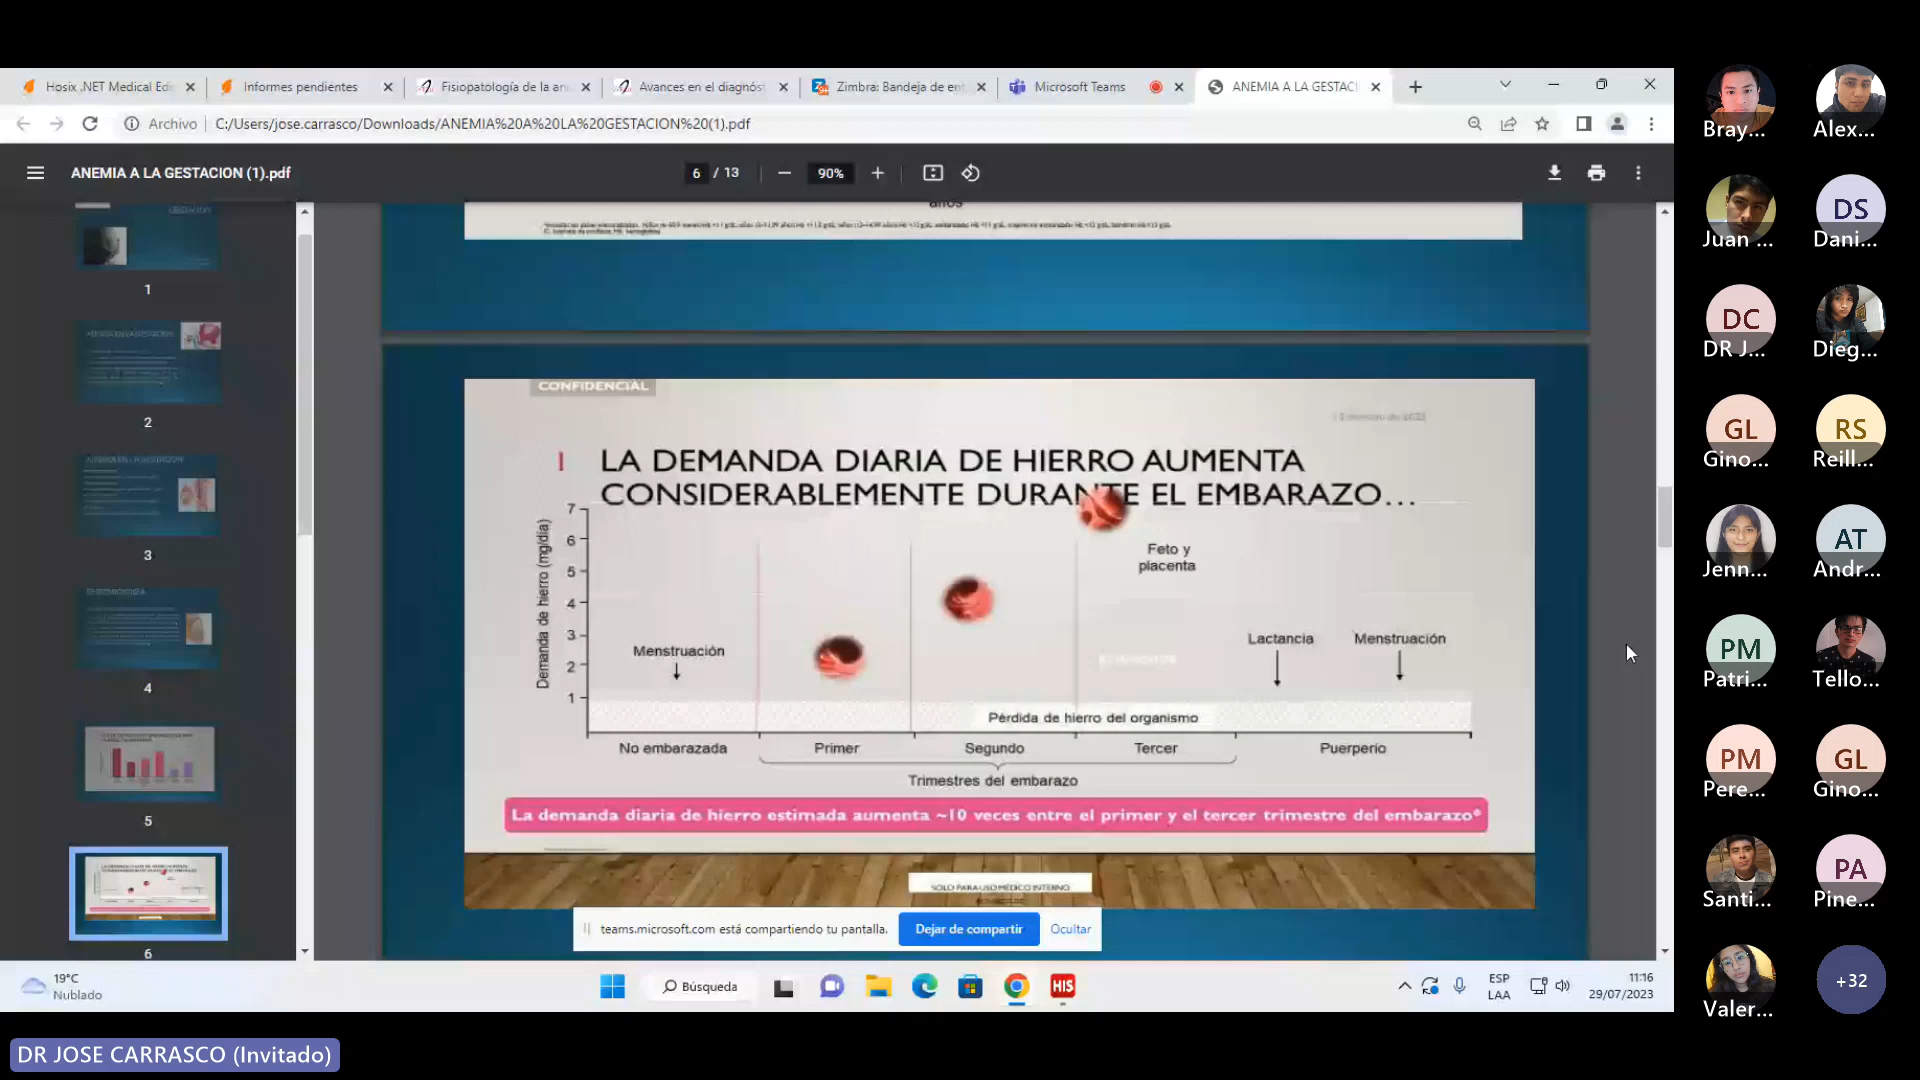 Hosix .NET Medical Edi
Informes pendientes
Fisiopatología de la an
Avances en el diagnóst
Zimbra: Bandeja de ent
Microsoft Teams
ANEMIA A LA GESTACI
Archivo
C:/Users/jose.carrasco/Downloads/ANEMIA%20A%20LA%20GESTACION%20(1).pdf
ANEMIA A LA GESTACION (1).pdf
6 / 13
90%
1
2
3
4
5
6
años
CONFIDENCIAL
LA DEMANDA DIARIA DE HIERRO AUMENTA
CONSIDERABLEMENTE DURANTE EL EMBARAZO...
Demanda de hierro (mg/día)
7
6
5
4
3
2
1
Feto y
placenta
Menstruación
Lactancia
Menstruación
Pérdida de hierro del organismo
No embarazada
Primer
Segundo
Tercer
Puerperio
Trimestres del embarazo
La demanda diaria de hierro estimada aumenta ~10 veces entre el primer y el tercer trimestre del embarazo*
SOLO PARA USO MÉDICO INTERNO
teams.microsoft.com está compartiendo tu pantalla.
Dejar de compartir
Ocultar
19°C
Nublado
Búsqueda
HIS
ESP
LAA
11:16
29/07/2023
Bray...
Alex...
Juan ...
DS
Dani...
DC
DR J...
Dieg...
GL
Gino...
RS
Reill...
Jenn...
AT
Andr...
PM
Patri...
Tello...
PM
Pere...
GL
Gino...
Santi...
PA
Pine...
Valer...
+32
DR JOSE CARRASCO (Invitado)